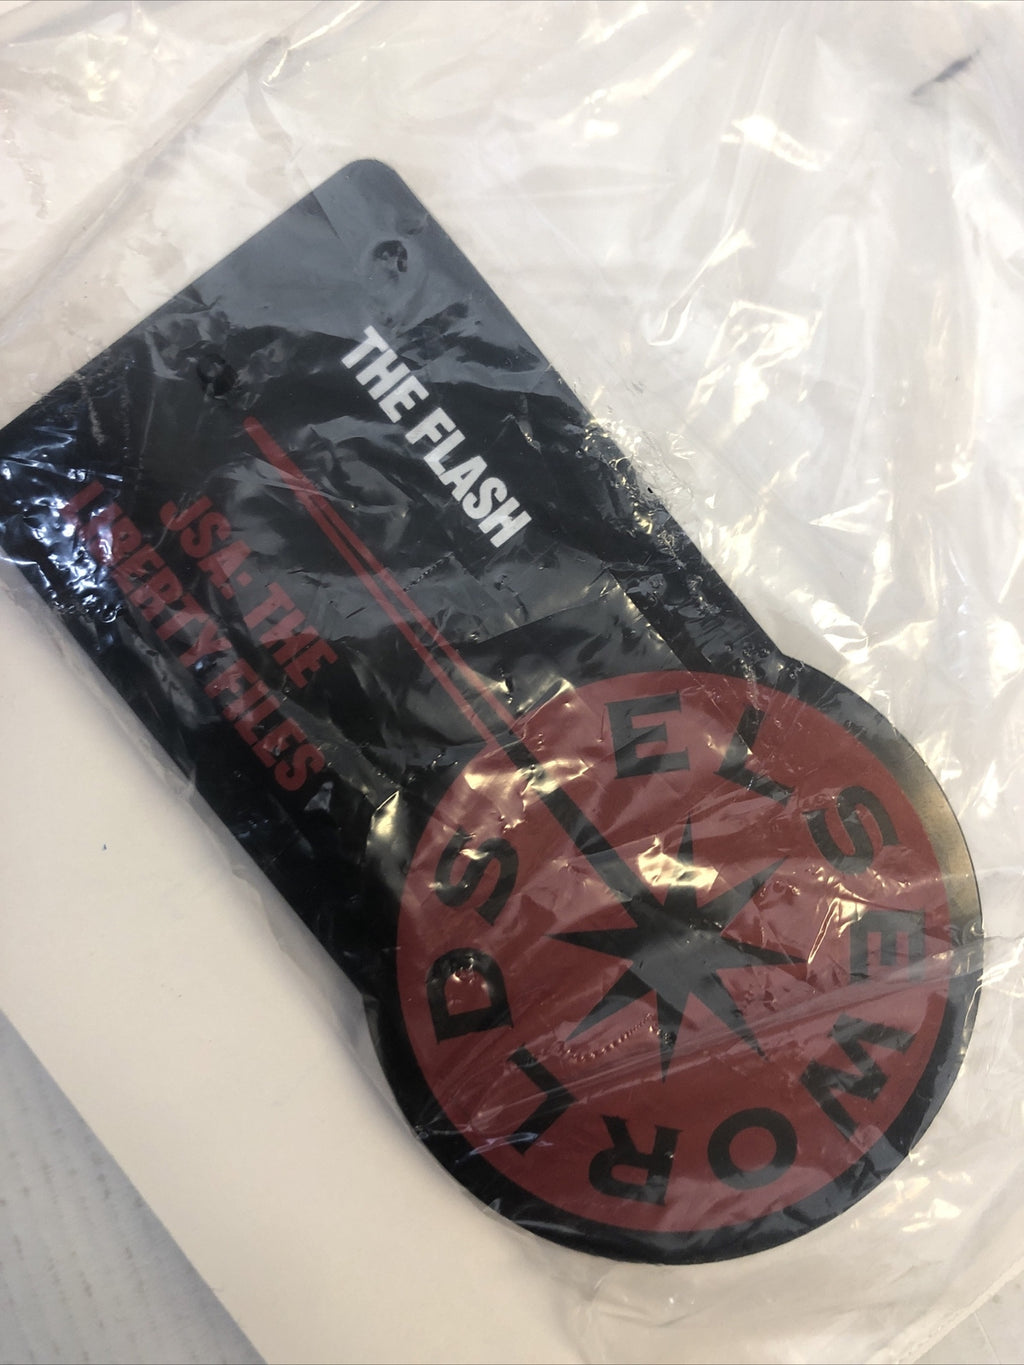 THE FLASH
JSA: THE
LIBERTY FILES
ELSEWORLDS